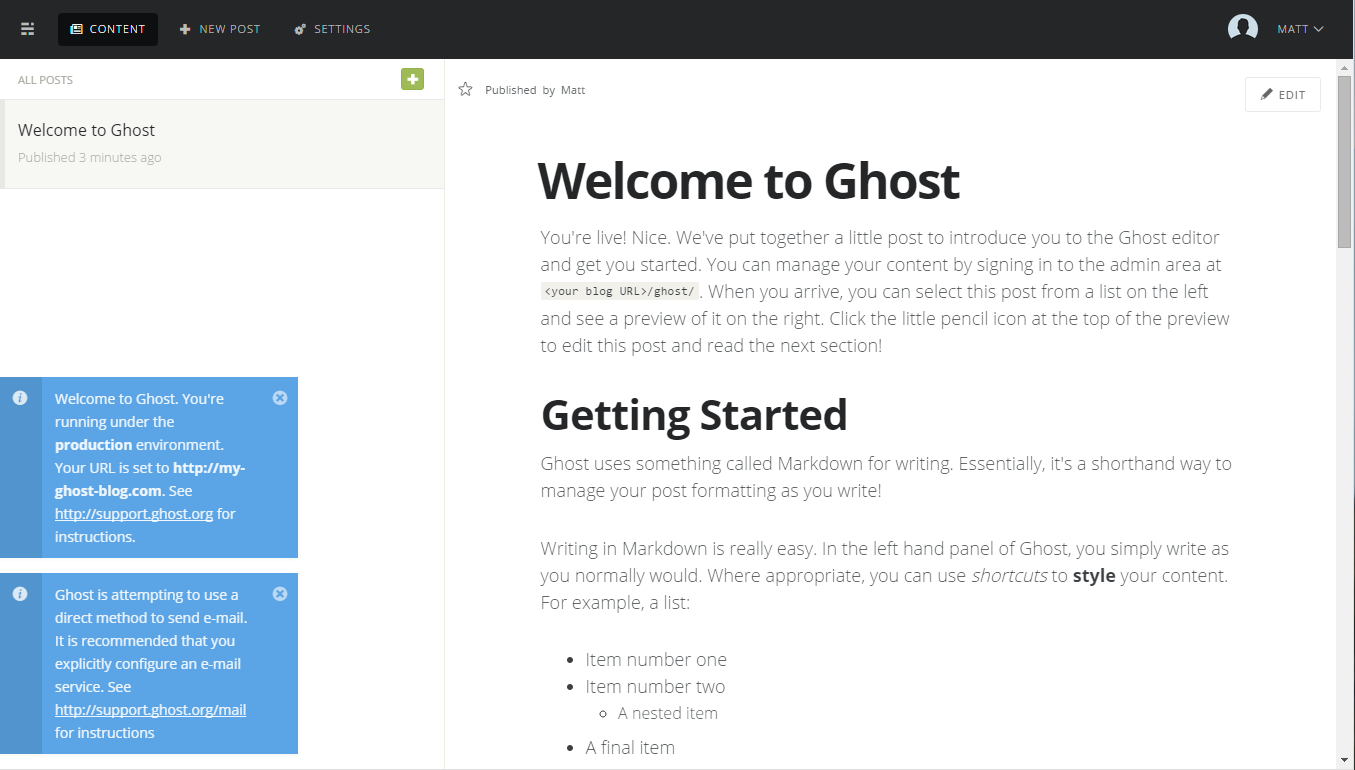 CONTENT
NEW POST
SETTINGS
MATT
ALL POSTS
Welcome to Ghost
Published 3 minutes ago
Welcome to Ghost. You're
running under the
production environment.
Your URL is set to http://my-
ghost-blog.com. See
http://support.ghost.org for
instructions.
Ghost is attempting to use a
direct method to send e-mail.
It is recommended that you
explicitly configure an e-mail
service. See
http://support.ghost.org/mail
for instructions
Published by Matt
EDIT
Welcome to Ghost
You're live! Nice. We've put together a little post to introduce you to the Ghost editor
and get you started. You can manage your content by signing in to the admin area at
<your blog URL>/ghost/. When you arrive, you can select this post from a list on the left
and see a preview of it on the right. Click the little pencil icon at the top of the preview
to edit this post and read the next section!
Getting Started
Ghost uses something called Markdown for writing. Essentially, it's a shorthand way to
manage your post formatting as you write!
Writing in Markdown is really easy. In the left hand panel of Ghost, you simply write as
you normally would. Where appropriate, you can use shortcuts to style your content.
For example, a list:
Item number one
Item number two
A nested item
A final item